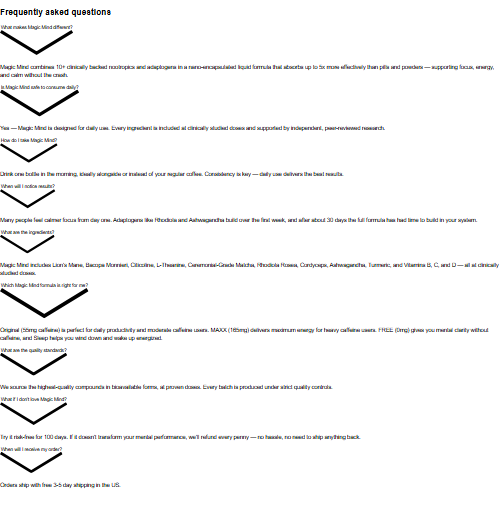 Frequently asked questions
What makes Magic Mind different?
Magic Mind combines 10+ clinically backed nootropics and adaptogens in a nano-encapsulated liquid formula that absorbs up to 5x more effectively than pills and powders — supporting focus, energy,
and calm without the crash.
Is Magic Mind safe to consume daily?
Yes — Magic Mind is designed for daily use. Every ingredient is included at clinically studied doses and supported by independent, peer-reviewed research.
How do I take Magic Mind?
Drink one bottle in the morning, ideally alongside or instead of your regular coffee. Consistency is key — daily use delivers the best results.
When will I notice results?
Many people feel calmer focus from day one. Adaptogens like Rhodiola and Ashwagandha build over the first week, and after about 30 days the full formula has had time to build in your system.
What are the ingredients?
Magic Mind includes Lion's Mane, Bacopa Monnieri, Citicoline, L-Theanine, Ceremonial-Grade Matcha, Rhodiola Rosea, Cordyceps, Ashwagandha, Turmeric, and Vitamins B, C, and D — all at clinically
studied doses.
Which Magic Mind formula is right for me?
Original (55mg caffeine) is perfect for daily productivity and moderate caffeine users. MAXX (165mg) delivers maximum energy for heavy caffeine users. FREE (0mg) gives you mental clarity without
caffeine, and Sleep helps you wind down and wake up energized.
What are the quality standards?
We source the highest-quality compounds in bioavailable forms, at proven doses. Every batch is produced under strict quality controls.
What if I don't love Magic Mind?
Try it risk-free for 100 days. If it doesn't transform your mental performance, we'll refund every penny — no hassle, no need to ship anything back.
When will I receive my order?
Orders ship with free 3-5 day shipping in the US.